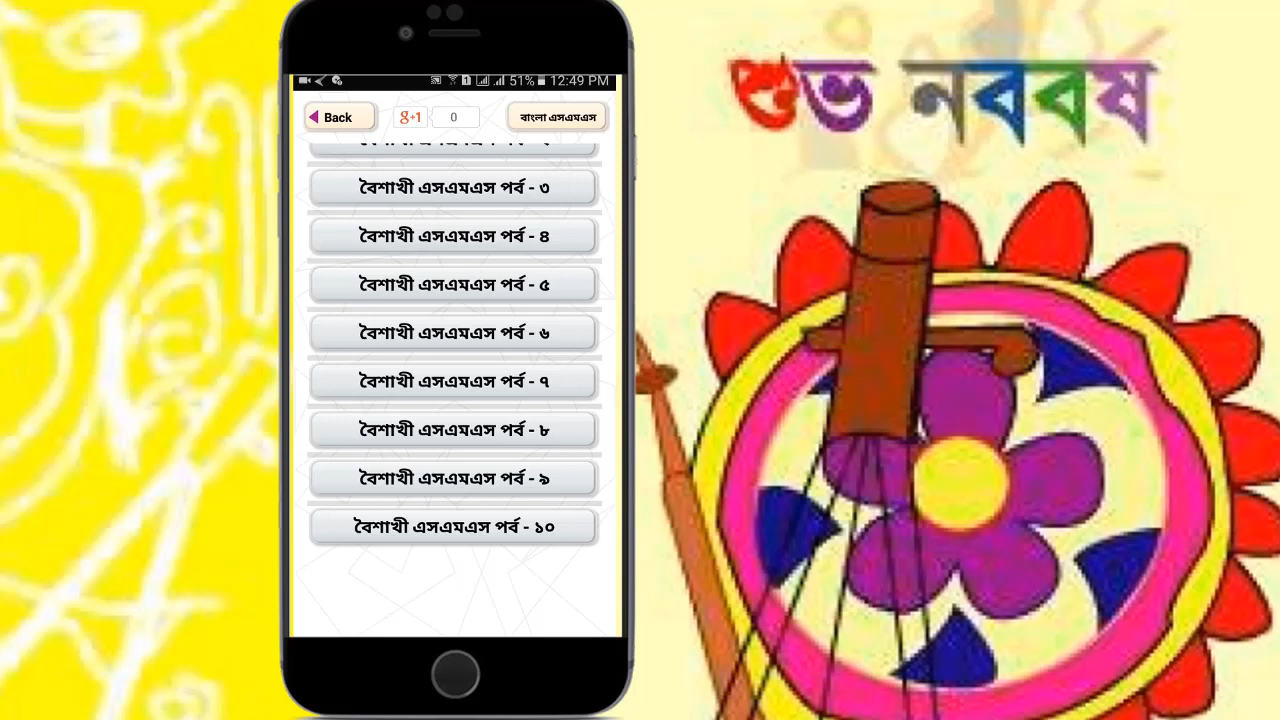 51% 12:49 PM
Back
g+1
0
বাংলা এসএমএস
বৈশাখী এসএমএস পর্ব - ৩
বৈশাখী এসএমএস পর্ব - ৪
বৈশাখী এসএমএস পর্ব - ৫
বৈশাখী এসএমএস পর্ব - ৬
বৈশাখী এসএমএস পর্ব - ৭
বৈশাখী এসএমএস পর্ব - ৮
বৈশাখী এসএমএস পর্ব - ৯
বৈশাখী এসএমএস পর্ব - ১০
শুভ নববর্ষ